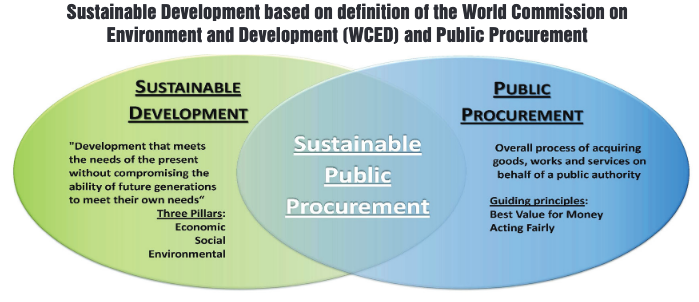 Sustainable Development based on definition of the World Commission on
Environment and Development (WCED) and Public Procurement
SUSTAINABLE
DEVELOPMENT
"Development that meets
the needs of the present
without compromising the
ability of future generations
to meet their own needs"
Three Pillars:
Economic
Social
Environmental
Sustainable
Public
Procurement
PUBLIC
PROCUREMENT
Overall process of acquiring
goods, works and services on
behalf of a public authority
Guiding principles:
Best Value for Money
Acting Fairly